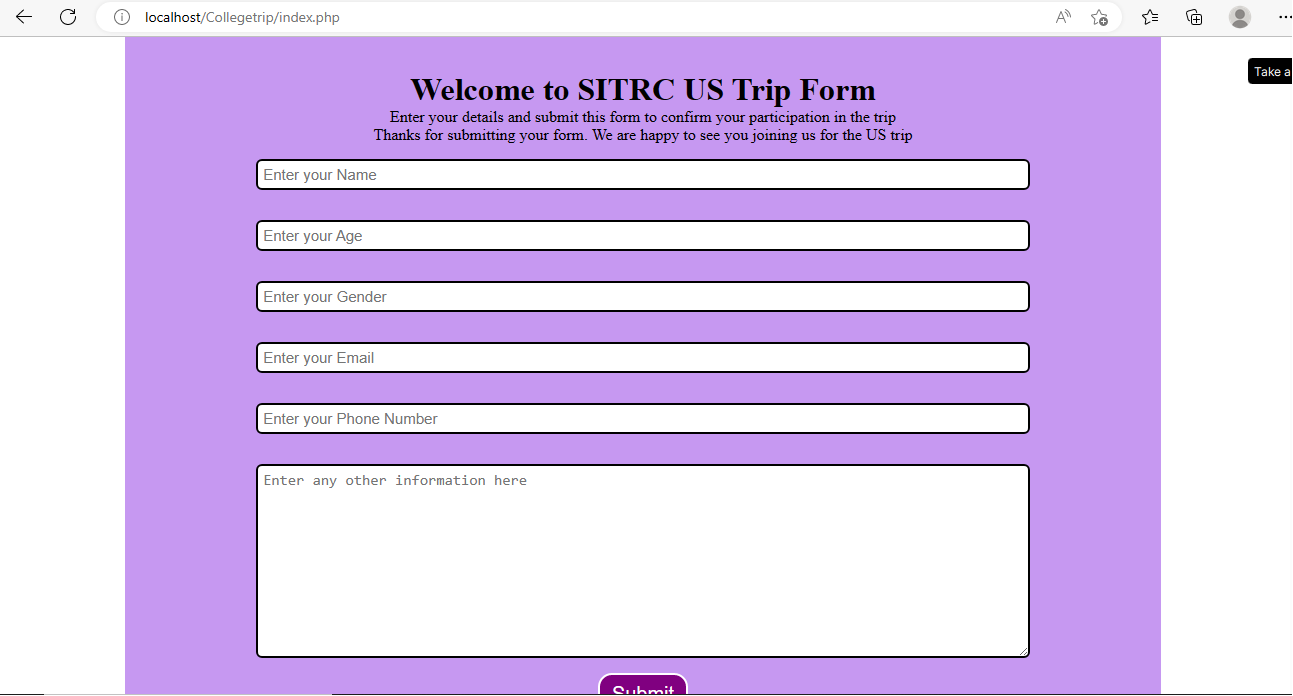 localhost/Collegetrip/index.php
Take a
Welcome to SITRC US Trip Form
Enter your details and submit this form to confirm your participation in the trip
Thanks for submitting your form. We are happy to see you joining us for the US trip
Enter your Name
Enter your Age
Enter your Gender
Enter your Email
Enter your Phone Number
Enter any other information here
Submit